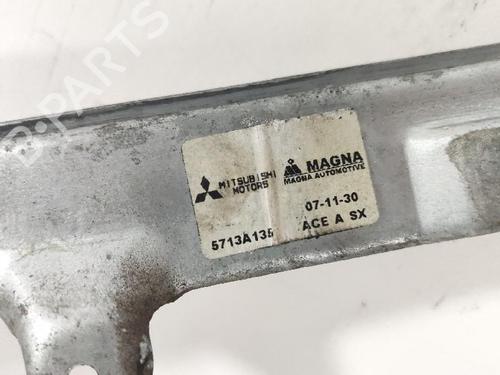 B-PARTS
MITSUBISHI
MOTORS
MAGNA
MAGNA AUTOMOTIVE
07-11-30
5713A135
ACE A SX